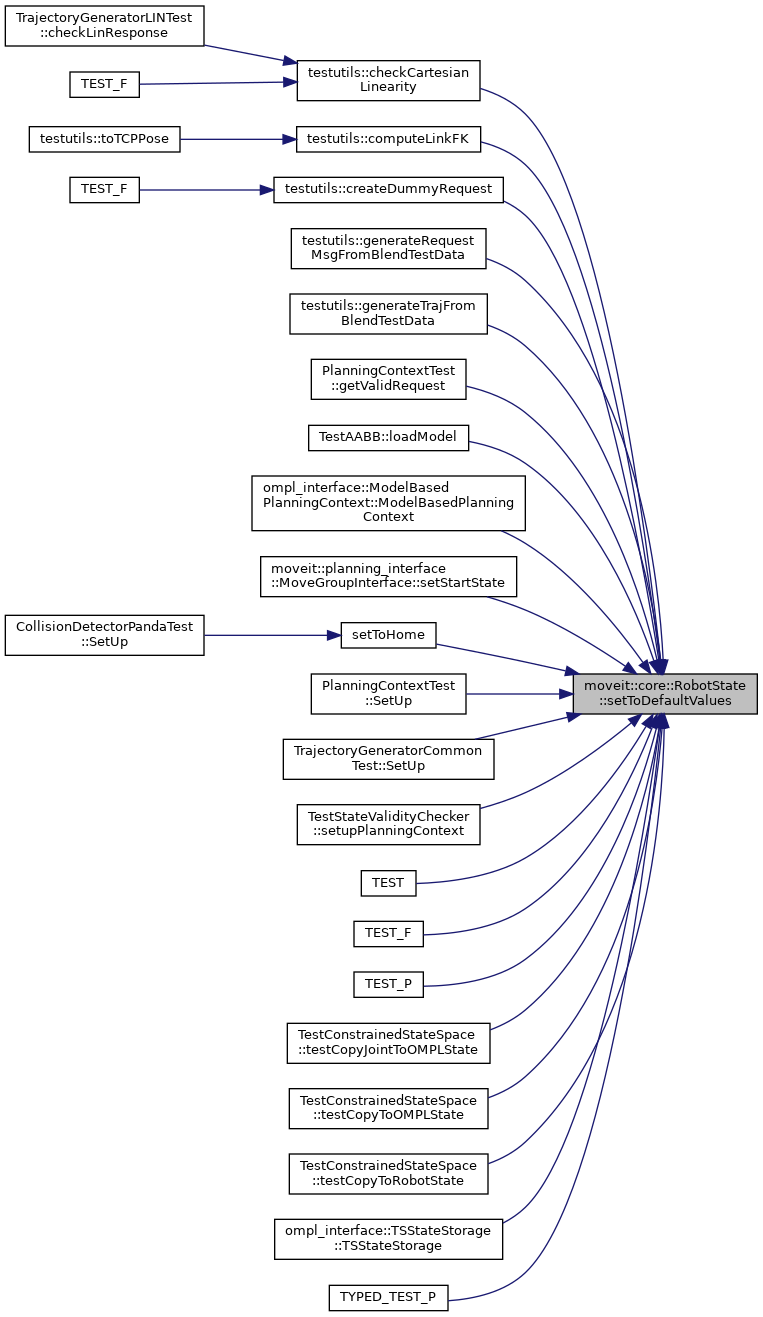 TrajectoryGeneratorLINTest
::checkLinResponse
testutils::checkCartesian
Linearity
TEST_F
testutils::toTCPPose
testutils::computeLinkFK
TEST_F
testutils::createDummyRequest
testutils::generateRequest
MsgFromBlendTestData
testutils::generateTrajFrom
BlendTestData
PlanningContextTest
::getValidRequest
TestAABB::loadModel
ompl_interface::ModelBased
PlanningContext::ModelBasedPlanning
Context
moveit::planning_interface
::MoveGroupInterface::setStartState
CollisionDetectorPandaTest
::SetUp
setToHome
moveit::core::RobotState
::setToDefaultValues
PlanningContextTest
::SetUp
TrajectoryGeneratorCommon
Test::SetUp
TestStateValidityChecker
::setupPlanningContext
TEST
TEST_F
TEST_P
TestConstrainedStateSpace
::testCopyJointToOMPLState
TestConstrainedStateSpace
::testCopyToOMPLState
TestConstrainedStateSpace
::testCopyToRobotState
ompl_interface::TSStateStorage
::TSStateStorage
TYPED_TEST_P